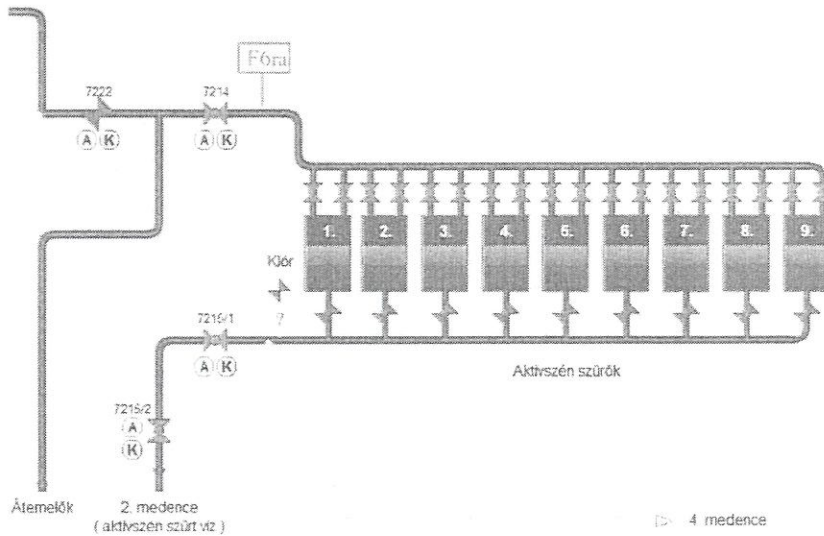 F6ra
7222
7214
A K
A K
1. 2. 3. 4. 5. 6. 7. 8. 9.
Klór
?
7215/1
A K
Aktívszén szűrők
7215/2
A
K
Átemelők
2. medence
( aktívszén szűrt víz )
4 medence